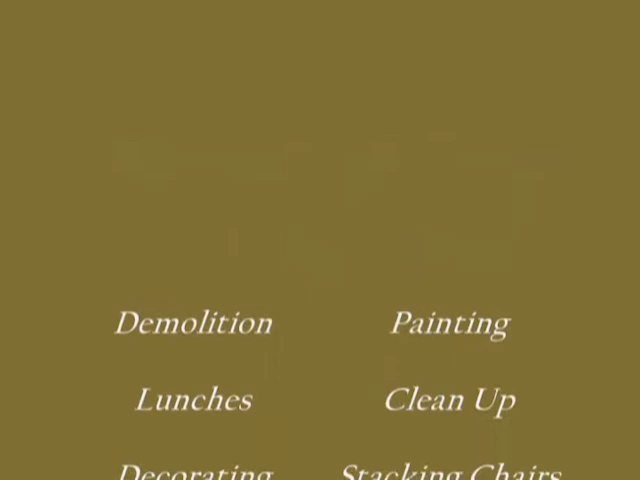 Demolition Painting
Lunches Clean Up
Decorating Stacking Chairs